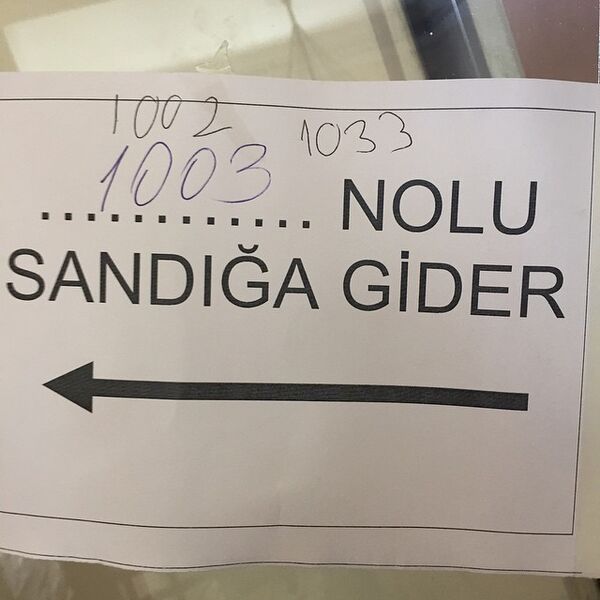 1002 1033
1003
............. NOLU
SANDIĞA GİDER